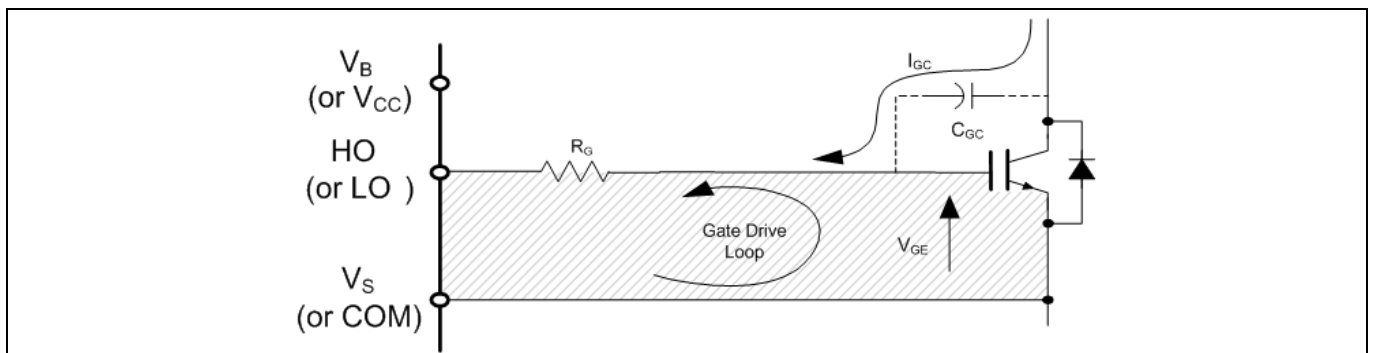 V_B
(or V_CC)
HO
(or LO )
V_S
(or COM)
R_G
I_GC
C_GC
Gate Drive
Loop
V_GE